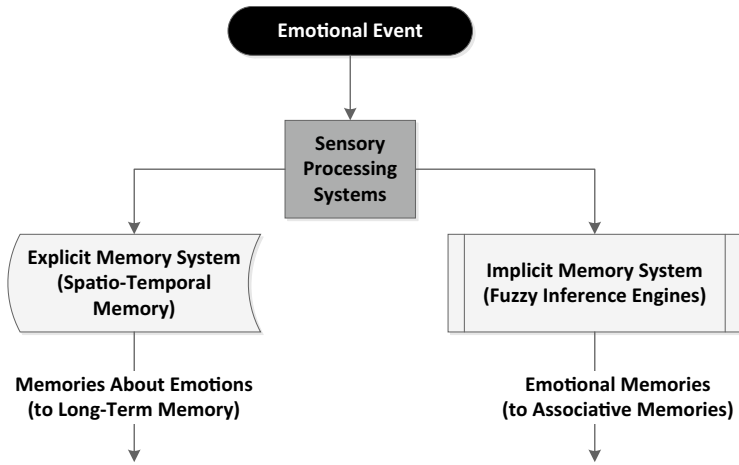 Emotional Event
Sensory
Processing
Systems
Explicit Memory System
(Spatio-Temporal
Memory)
Implicit Memory System
(Fuzzy Inference Engines)
Memories About Emotions
(to Long-Term Memory)
Emotional Memories
(to Associative Memories)